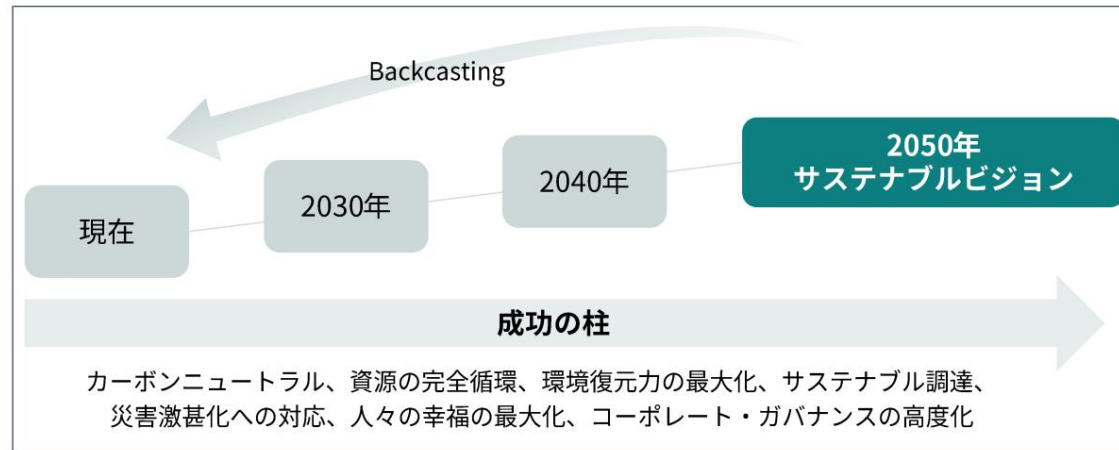 Backcasting
現在
2030年
2040年
2050年
サステナブルビジョン
成功の柱
カーボンニュートラル、資源の完全循環、環境復元力の最大化、サステナブル調達、
災害激甚化への対応、人々の幸福の最大化、コーポレート・ガバナンスの高度化